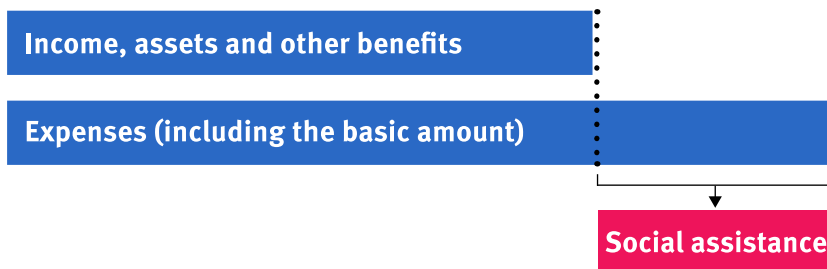 Income, assets and other benefits
Expenses (including the basic amount)
Social assistance